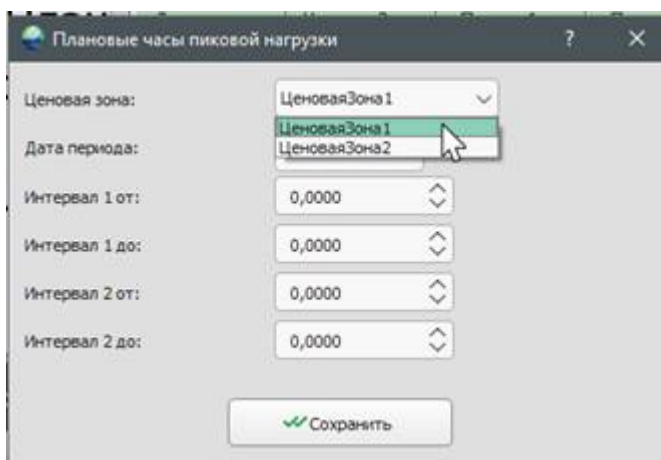 Плановые часы пиковой нагрузки ?
Ценовая зона: ЦеноваяЗона1
ЦеноваяЗона1
Дата периода: ЦеноваяЗона2
Интервал 1 от: 0,0000
Интервал 1 до: 0,0000
Интервал 2 от: 0,0000
Интервал 2 до: 0,0000
Сохранить